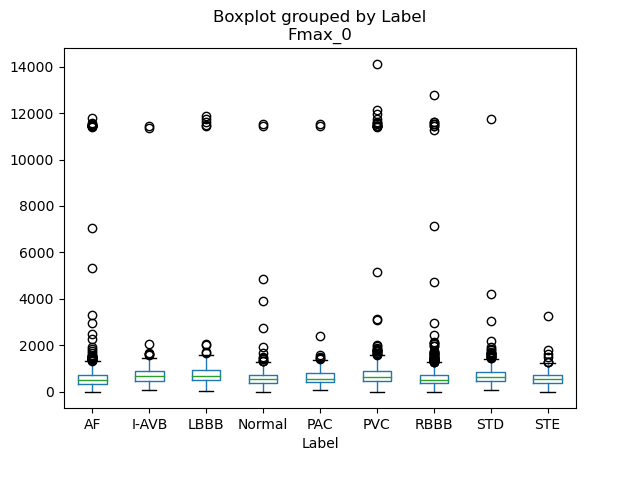 Boxplot grouped by Label
Fmax_0
14000
12000
10000
8000
6000
4000
2000
0
AF I-AVB LBBB Normal PAC PVC RBBB STD STE
Label